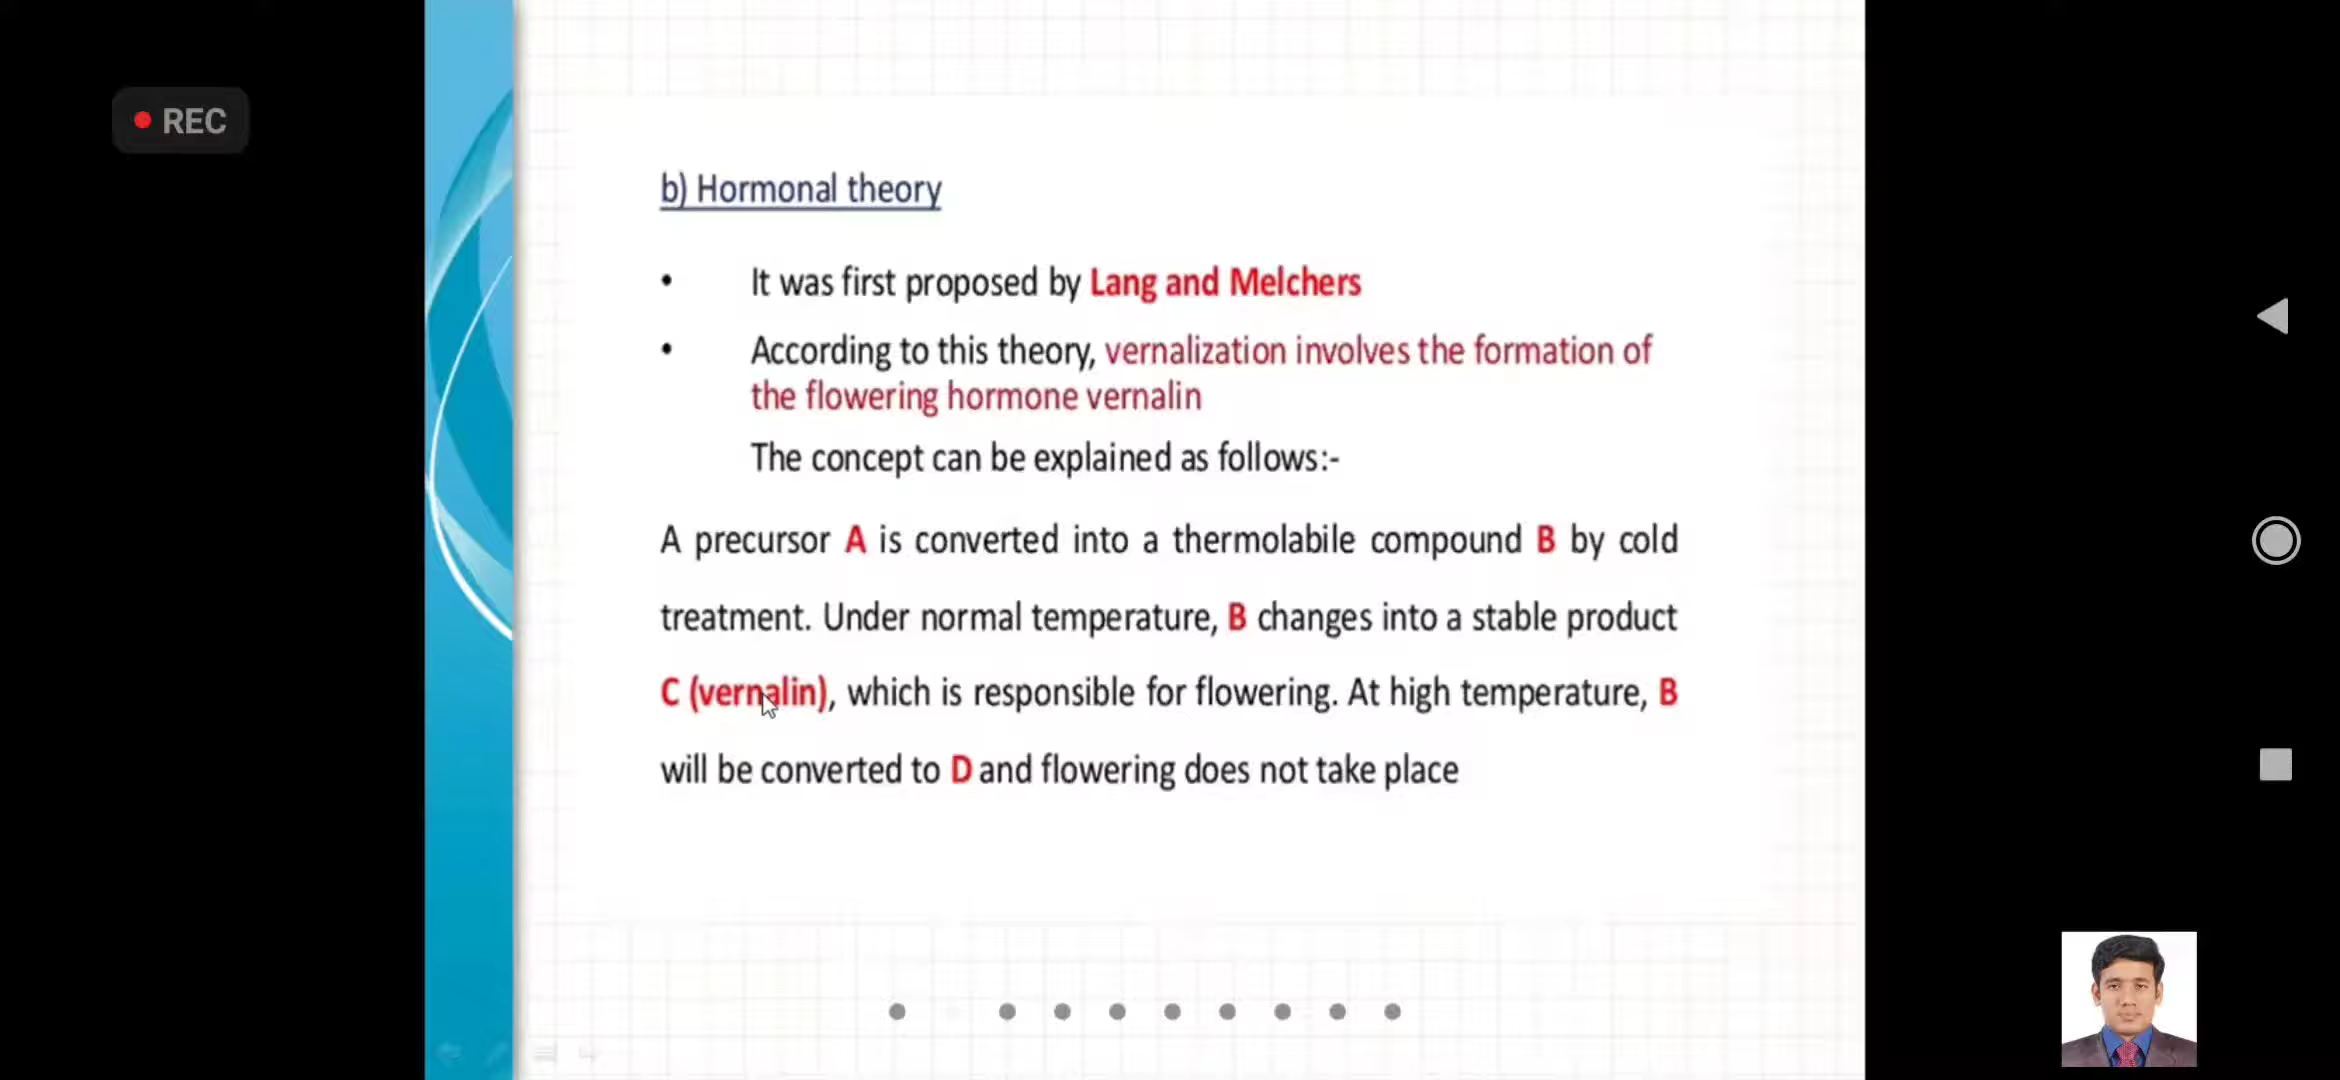 REC
b) Hormonal theory
• It was first proposed by Lang and Melchers
• According to this theory, vernalization involves the formation of
the flowering hormone vernalin
The concept can be explained as follows:-
A precursor A is converted into a thermolabile compound B by cold
treatment. Under normal temperature, B changes into a stable product
C (vernalin), which is responsible for flowering. At high temperature, B
will be converted to D and flowering does not take place